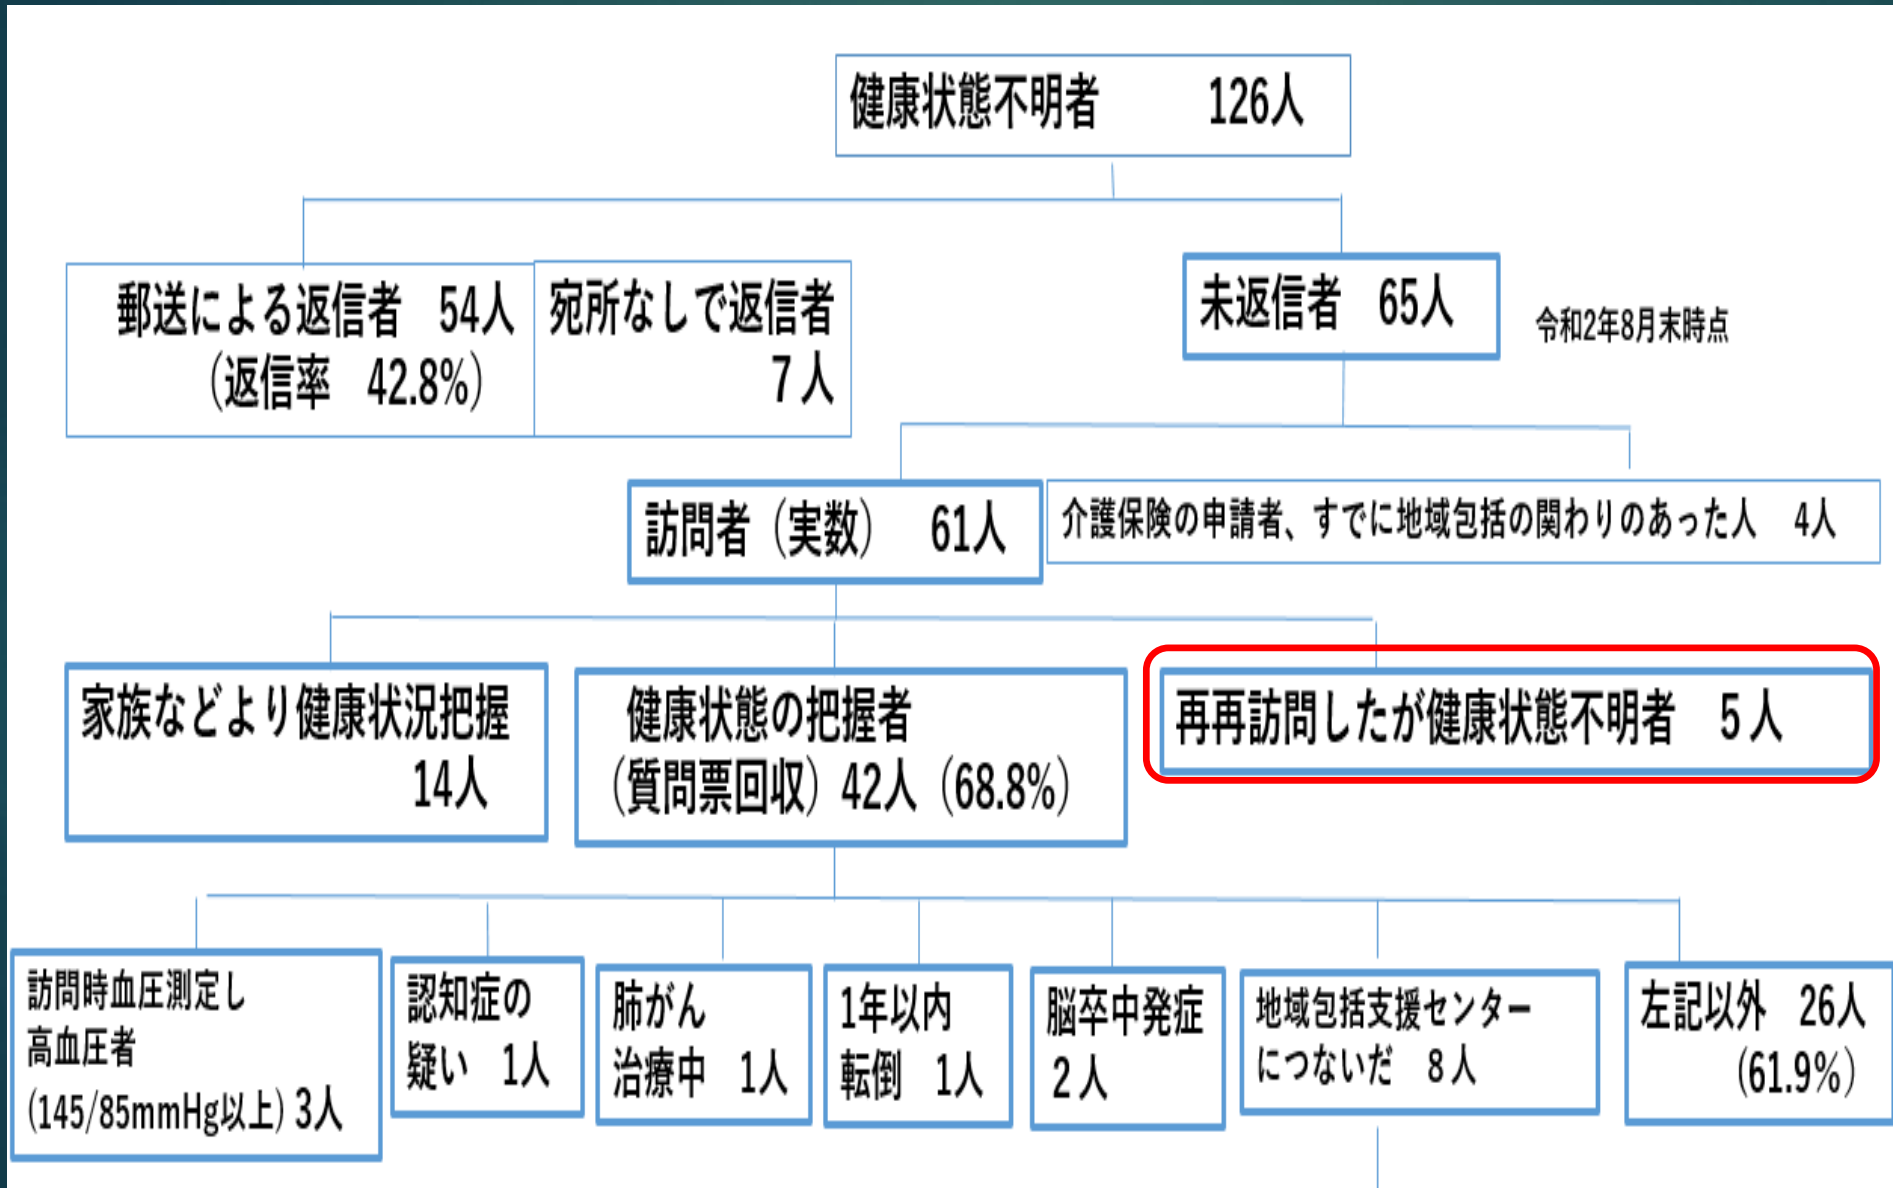 健康状態不明者　126人
郵送による返信者　54人
（返信率　42.8%）
宛所なしで返信者
7人
未返信者　65人
令和2年8月末時点
訪問者（実数）　61人
介護保険の申請者、すでに地域包括の関わりのあった人　4人
家族などより健康状況把握
14人
健康状態の把握者
（質問票回収）42人（68.8%）
再再訪問したが健康状態不明者　5人
訪問時血圧測定し
高血圧者
(145/85mmHg以上) 3人
認知症の
疑い　1人
肺がん
治療中　1人
1年以内
転倒　1人
脳卒中発症
2人
地域包括支援センター
につないだ　8人
左記以外　26人
（61.9%）